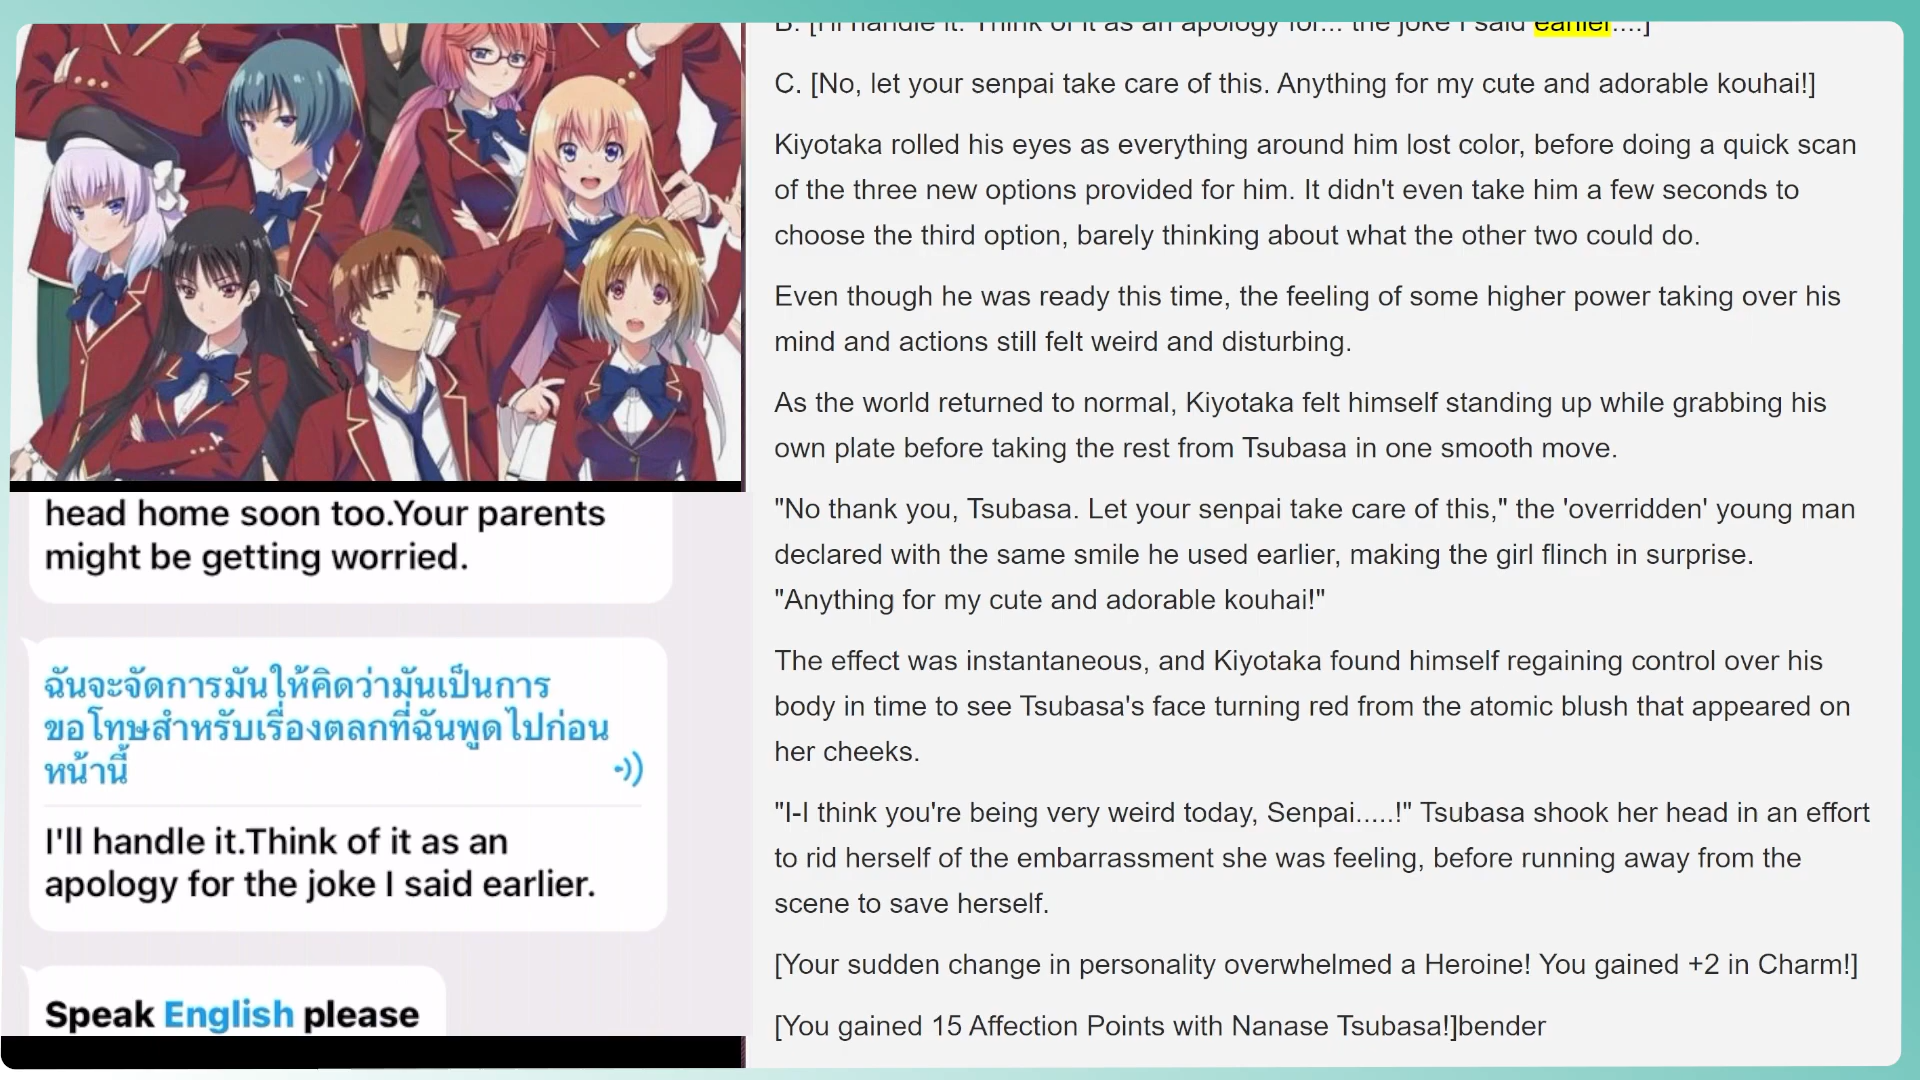 head home soon too.Your parents
might be getting worried.
ฉันจะจัดการมันให้คิดว่ามันเป็นการ
ขอโทษสำหรับเรื่องตลกที่ฉันพูดไปก่อน
หน้านี้
I'll handle it.Think of it as an
apology for the joke I said earlier.
Speak English please
B. [I'll handle it. Think of it as an apology for... the joke I said earlier....]
C. [No, let your senpai take care of this. Anything for my cute and adorable kouhai!]
Kiyotaka rolled his eyes as everything around him lost color, before doing a quick scan
of the three new options provided for him. It didn't even take him a few seconds to
choose the third option, barely thinking about what the other two could do.
Even though he was ready this time, the feeling of some higher power taking over his
mind and actions still felt weird and disturbing.
As the world returned to normal, Kiyotaka felt himself standing up while grabbing his
own plate before taking the rest from Tsubasa in one smooth move.
"No thank you, Tsubasa. Let your senpai take care of this," the 'overridden' young man
declared with the same smile he used earlier, making the girl flinch in surprise.
"Anything for my cute and adorable kouhai!"
The effect was instantaneous, and Kiyotaka found himself regaining control over his
body in time to see Tsubasa's face turning red from the atomic blush that appeared on
her cheeks.
"I-I think you're being very weird today, Senpai.....!" Tsubasa shook her head in an effort
to rid herself of the embarrassment she was feeling, before running away from the
scene to save herself.
[Your sudden change in personality overwhelmed a Heroine! You gained +2 in Charm!]
[You gained 15 Affection Points with Nanase Tsubasa!]bender